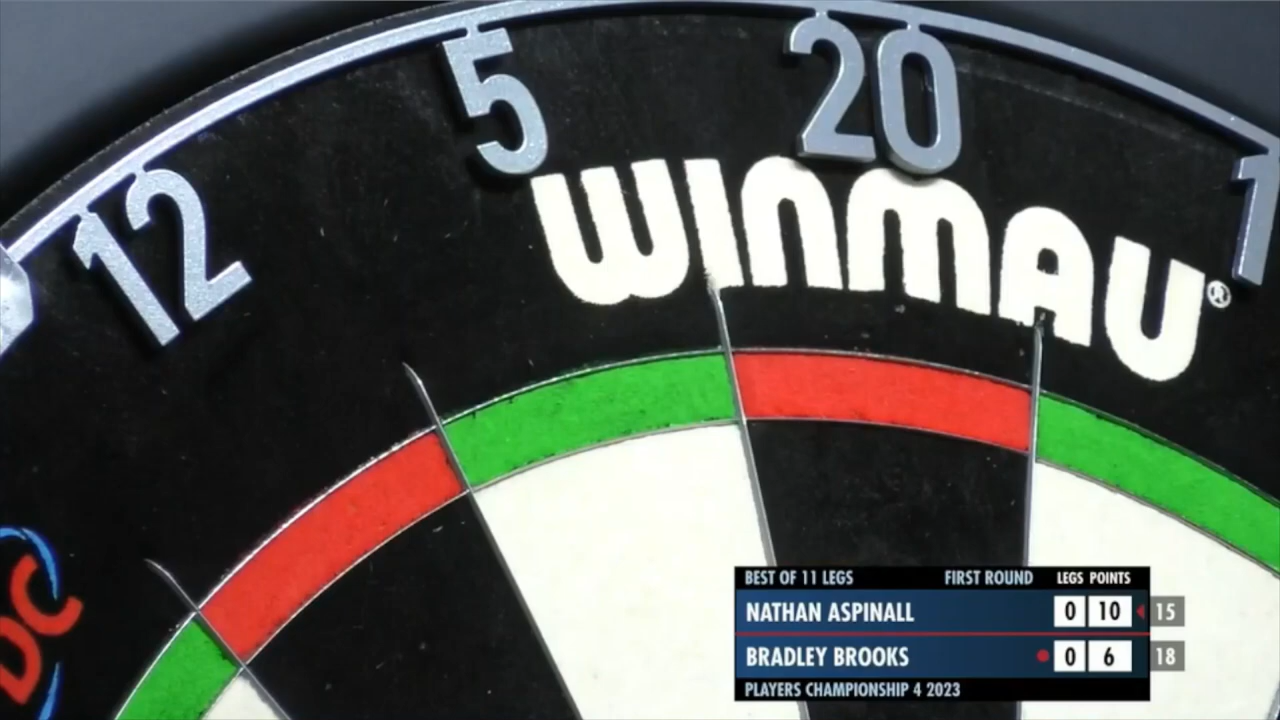 5
20
1
12
WINMAU®
DC
BEST OF 11 LEGS FIRST ROUND LEGS POINTS
NATHAN ASPINALL 0 10 15
BRADLEY BROOKS 0 6 18
PLAYERS CHAMPIONSHIP 4 2023